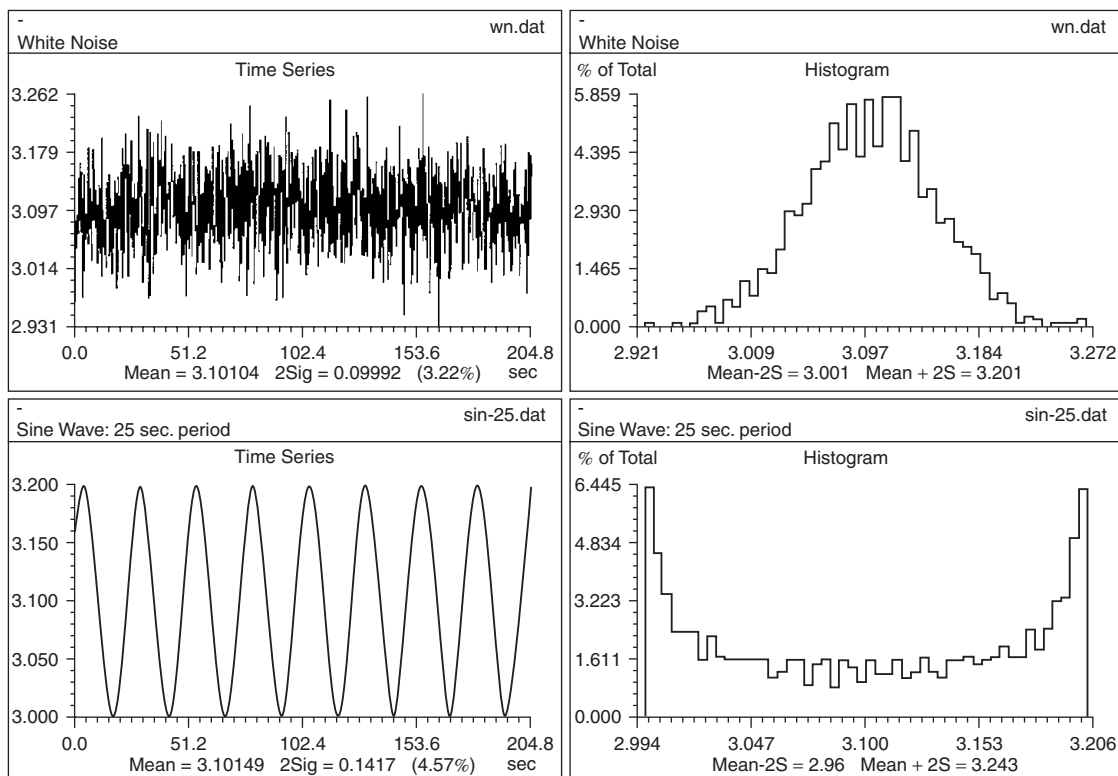 -
wn.dat
White Noise
Time Series
3.262
3.179
3.097
3.014
2.931
0.0 51.2 102.4 153.6 204.8
Mean = 3.10104 2Sig = 0.09992 (3.22%) sec
-
wn.dat
White Noise
% of Total Histogram
5.859
4.395
2.930
1.465
0.000
2.921 3.009 3.097 3.184 3.272
Mean-2S = 3.001 Mean + 2S = 3.201
-
sin-25.dat
Sine Wave: 25 sec. period
Time Series
3.200
3.150
3.100
3.050
3.000
0.0 51.2 102.4 153.6 204.8
Mean = 3.10149 2Sig = 0.1417 (4.57%) sec
-
sin-25.dat
Sine Wave: 25 sec. period
% of Total Histogram
6.445
4.834
3.223
1.611
0.000
2.994 3.047 3.100 3.153 3.206
Mean-2S = 2.96 Mean + 2S = 3.243